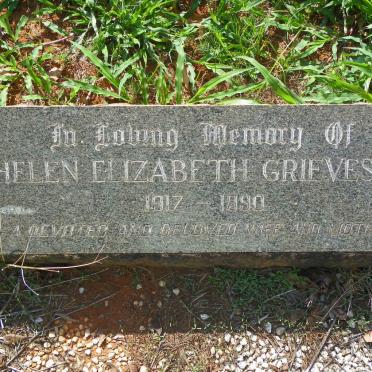 In Loving Memory Of
HELEN ELIZABETH GRIEVES
1917 - 1990
A DEVOTED AND BELOVED WIFE AND